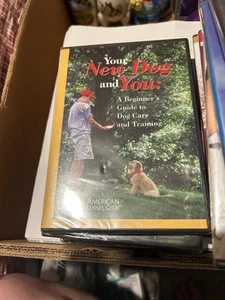 Your
New Dog
and You:
A Beginner's
Guide to
Dog Care
and Training
AMERICAN
KENNEL CLUB